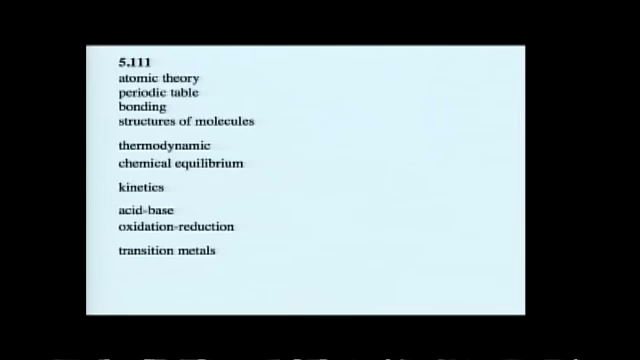 5.111
atomic theory
periodic table
bonding
structures of molecules
thermodynamic
chemical equilibrium
kinetics
acid-base
oxidation-reduction
transition metals